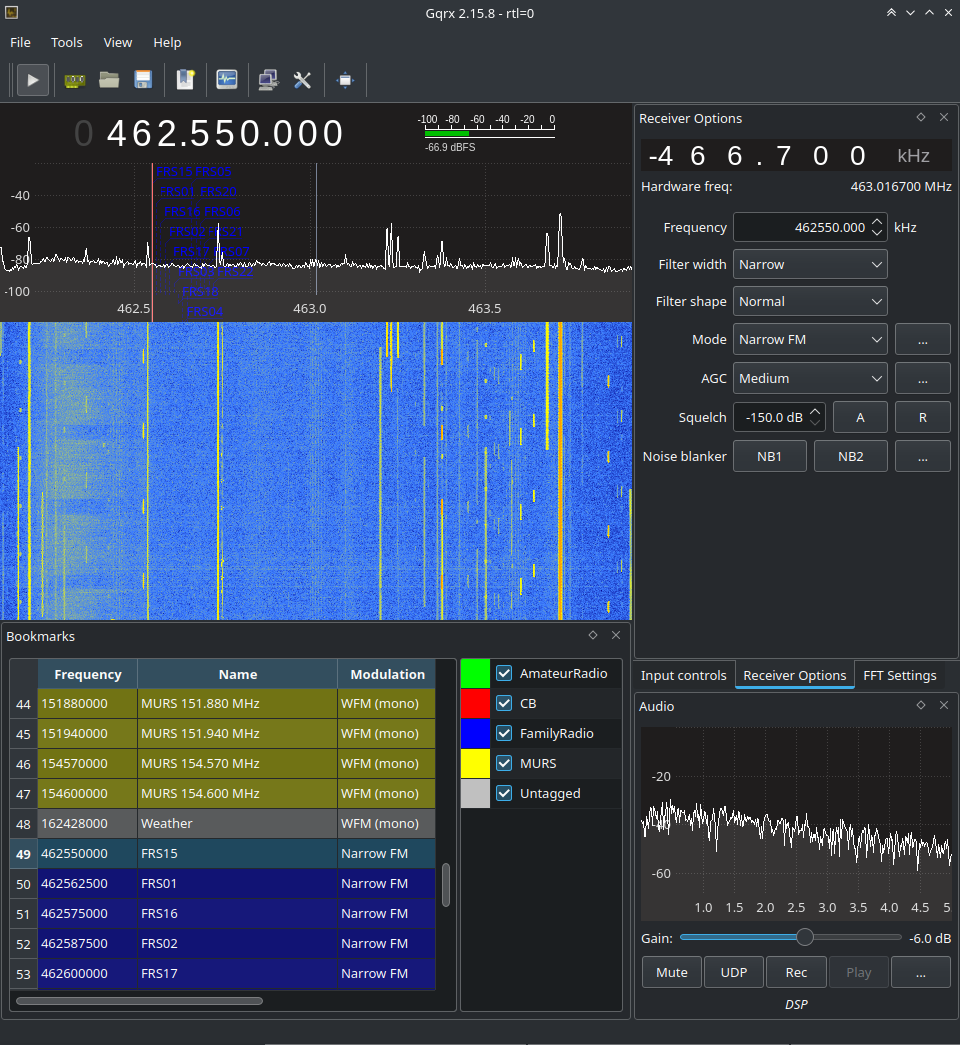 Gqrx 2.15.8 - rtl=0
File Tools View Help
0 462.550.000
-100 -80 -60 -40 -20 0
-66.9 dBFS
-40
-60
-80
-100
462.5 463.0 463.5
Receiver Options
-466.700 kHz
Hardware freq: 463.016700 MHz
Frequency 462550.000 kHz
Filter width Narrow
Filter shape Normal
Mode Narrow FM ...
AGC Medium ...
Squelch -150.0 dB A R
Noise blanker NB1 NB2 ...
Input controls Receiver Options FFT Settings
Bookmarks
Frequency Name Modulation
44 151880000 MURS 151.880 MHz WFM (mono)
45 151940000 MURS 151.940 MHz WFM (mono)
46 154570000 MURS 154.570 MHz WFM (mono)
47 154600000 MURS 154.600 MHz WFM (mono)
48 162428000 Weather WFM (mono)
49 462550000 FRS15 Narrow FM
50 462562500 FRS01 Narrow FM
51 462575000 FRS16 Narrow FM
52 462587500 FRS02 Narrow FM
53 462600000 FRS17 Narrow FM
AmateurRadio
CB
FamilyRadio
MURS
Untagged
Audio
-20
-60
1.0 1.5 2.0 2.5 3.0 3.5 4.0 4.5 5
Gain: -6.0 dB
Mute UDP Rec Play ...
DSP